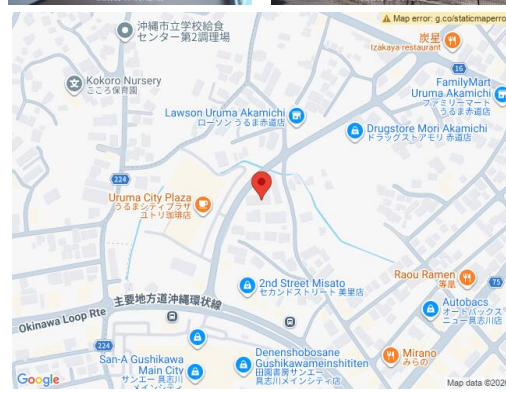 Map error: g.co/staticmaperro
沖縄市立学校給食
センター第2調理場
炭星
Izakaya restaurant
16
Kokoro Nursery
こころ保育園
FamilyMart
Uruma Akamichi
ファミリーマート
うるま赤道店
Lawson Uruma Akamichi
ローソン うるま赤道店
Drugstore Mori Akamichi
ドラッグストアモリ 赤道店
224
Uruma City Plaza
うるまシティプラザ
ユトリ珈琲店
2nd Street Misato
セカンドストリート 美里店
Raou Ramen
75
主要地方道沖縄環状線
Okinawa Loop Rte
Autobacs
オートバックス
ニュー具志川店
224
San-A Gushikawa
Main City
サンエー 具志川
メインシティ
Denenshobosane
Gushikawameinshititen
田園書房サンエー
具志川メインシティ店
Mirano
みらの
Google
Map data ©2026